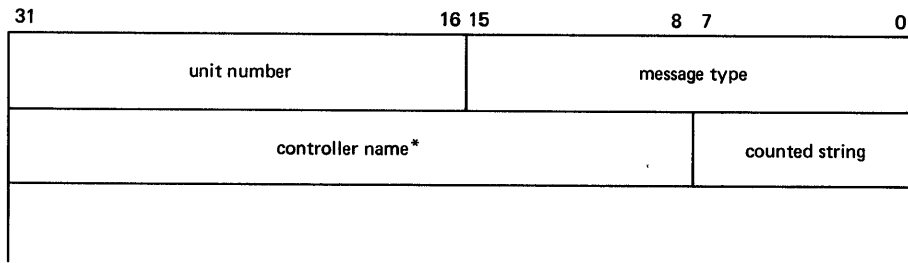 31 16 15 8 7 0
unit number message type
controller name* counted string